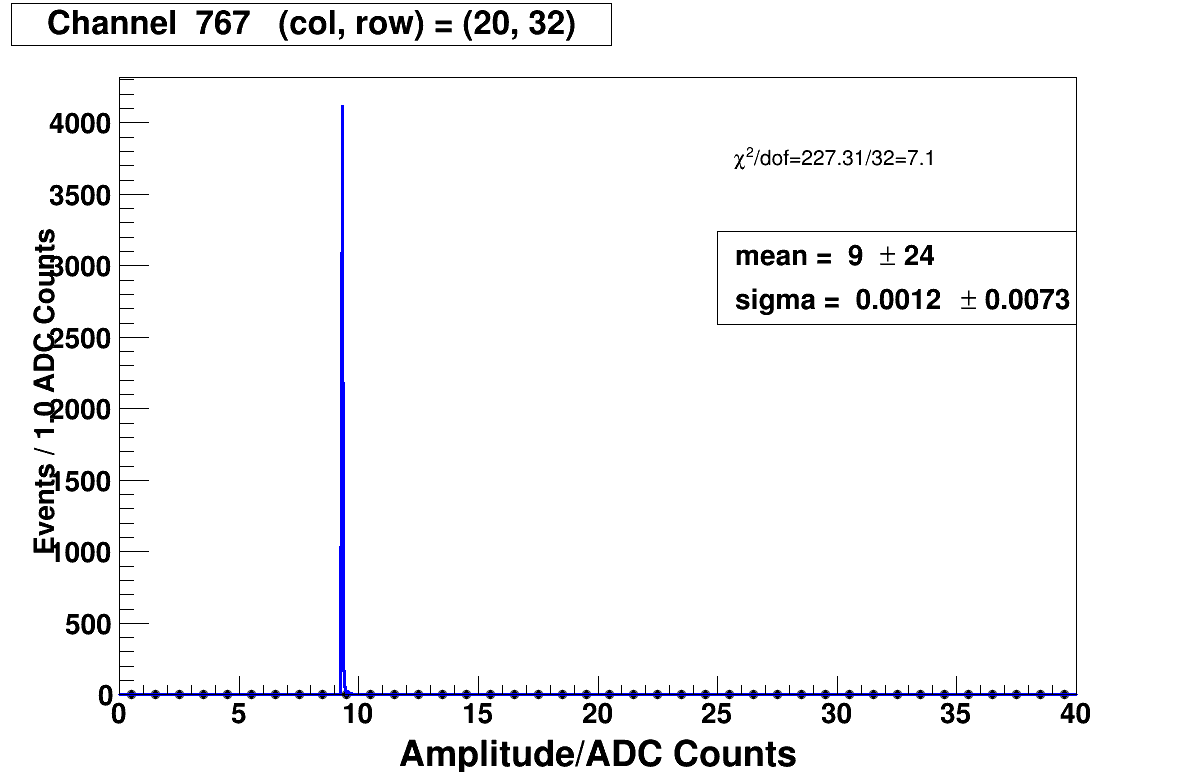 Channel 767 (col, row) = (20, 32)
4000
3500
3000
2500
2000
1500
1000
500
0
Events / 1.0 ADC Counts
χ²/dof=227.31/32=7.1
mean = 9 ± 24
sigma = 0.0012 ± 0.0073
0 5 10 15 20 25 30 35 40
Amplitude/ADC Counts